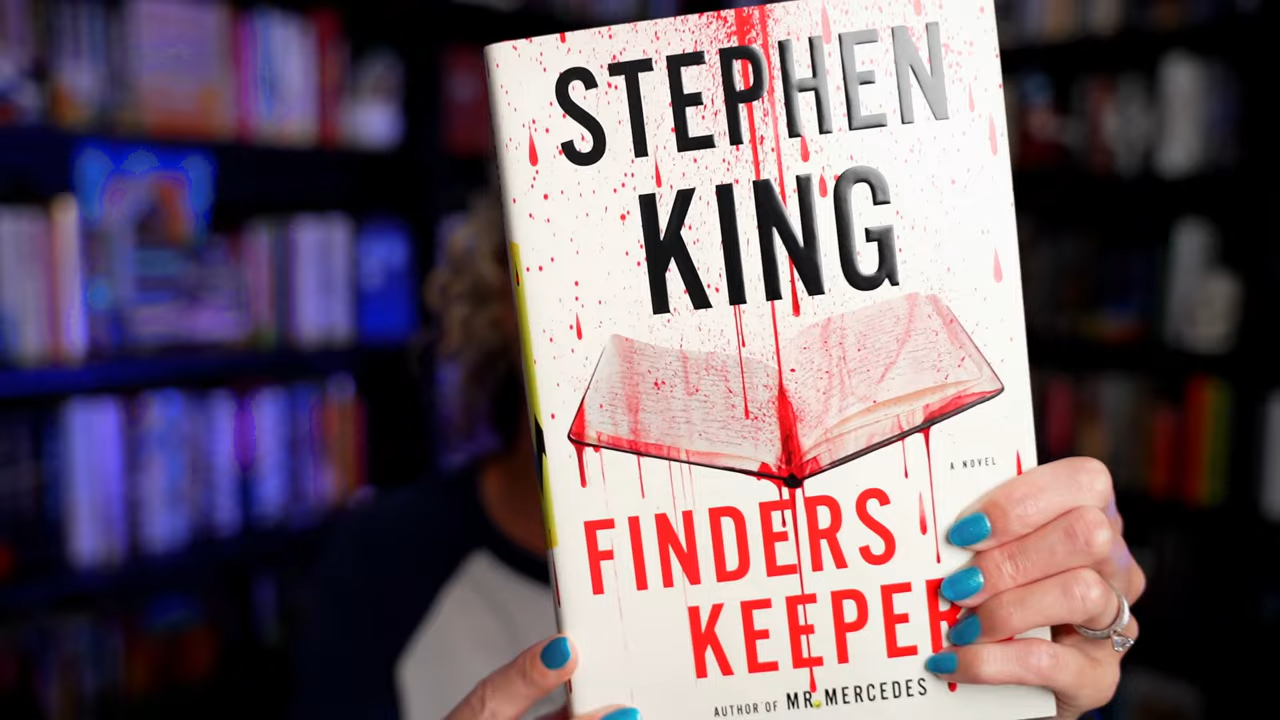 STEPHEN
KING
A NOVEL
FINDERS
KEEPER
AUTHOR OF MR. MERCEDES